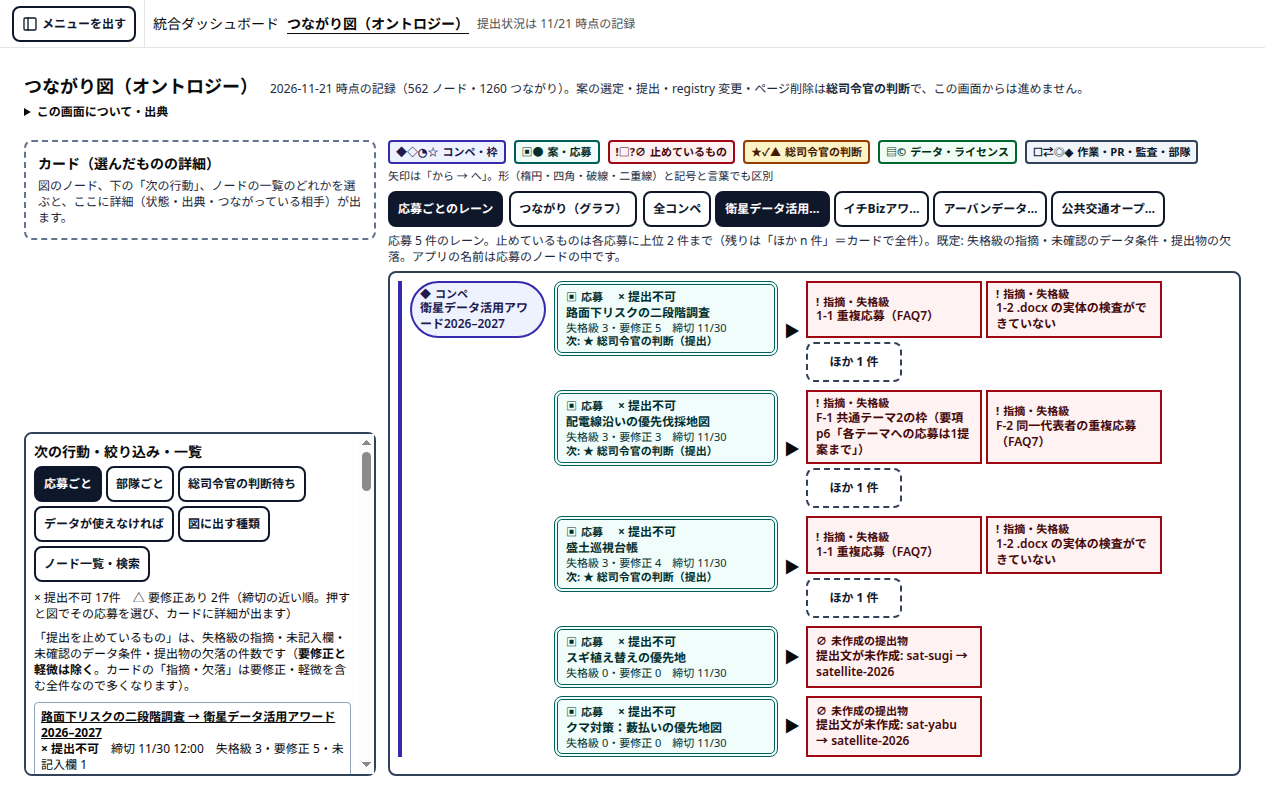 メニューを出す 統合ダッシュボード つながり図（オントロジー） 提出状況は 11/21 時点の記録
つながり図（オントロジー） 2026-11-21 時点の記録（562 ノード・1260 つながり）。案の選定・提出・registry 変更・ページ削除は総司令官の判断で、この画面からは進めません。
▶ この画面について・出典
カード（選んだものの詳細）
図のノード、下の「次の行動」、ノードの一覧のどれかを選
ぶと、ここに詳細（状態・出典・つながっている相手）が出
ます。
次の行動・絞り込み・一覧
応募ごと 部隊ごと 総司令官の判断待ち
データが使えなければ 図に出す種類
ノード一覧・検索
× 提出不可 17件 △ 要修正あり 2件（締切の近い順。押す
と図でその応募を選び、カードに詳細が出ます）
「提出を止めているもの」は、失格級の指摘・未記入欄・
未確認のデータ条件・提出物の欠落の件数です（要修正と
軽微は除く。カードの「指摘・欠落」は要修正・軽微を含
む全件なので多くなります）。
路面下リスクの二段階調査 → 衛星データ活用アワード
2026–2027
× 提出不可 締切 11/30 12:00 失格級 3・要修正 5・未
記入欄 1
◆◇◔☆ コンペ・枠 ▣● 案・応募 !□?⊘ 止めているもの ★✓▲ 総司令官の判断 ▤© データ・ライセンス □⇄◎◈ 作業・PR・監査・部隊
矢印は「から → へ」。形（楕円・四角・破線・二重線）と記号と言葉でも区別
応募ごとのレーン つながり（グラフ） 全コンペ 衛星データ活用... イチBizアワ... アーバンデータ... 公共交通オープ...
応募 5 件のレーン。止めているものは各応募に上位 2 件まで（残りは「ほか n 件」＝カードで全件）。既定: 失格級の指摘・未確認のデータ条件・提出物の欠
落。アプリの名前は応募のノードの中です。
◆ コンペ
衛星データ活用アワ
ード2026–2027
▣ 応募 × 提出不可
路面下リスクの二段階調査
失格級 3・要修正 5 締切 11/30
次: ★ 総司令官の判断（提出）
▶
! 指摘・失格級
1-1 重複応募（FAQ7）
! 指摘・失格級
1-2 .docx の実体の検査がで
きていない
ほか 1 件
▣ 応募 × 提出不可
配電線沿いの優先伐採地図
失格級 3・要修正 3 締切 11/30
次: ★ 総司令官の判断（提出）
▶
! 指摘・失格級
F-1 共通テーマ2の枠（要項
p6「各テーマへの応募は1提
案まで」）
! 指摘・失格級
F-2 同一代表者の重複応募
（FAQ7）
ほか 1 件
▣ 応募 × 提出不可
盛土巡視台帳
失格級 3・要修正 4 締切 11/30
次: ★ 総司令官の判断（提出）
▶
! 指摘・失格級
1-1 重複応募（FAQ7）
! 指摘・失格級
1-2 .docx の実体の検査がで
きていない
ほか 1 件
▣ 応募 × 提出不可
スギ植え替えの優先地
失格級 0・要修正 0 締切 11/30
▶
⊘ 未作成の提出物
提出文が未作成: sat-sugi →
satellite-2026
▣ 応募 × 提出不可
クマ対策：藪払いの優先地図
失格級 0・要修正 0 締切 11/30
▶
⊘ 未作成の提出物
提出文が未作成: sat-yabu
→ satellite-2026